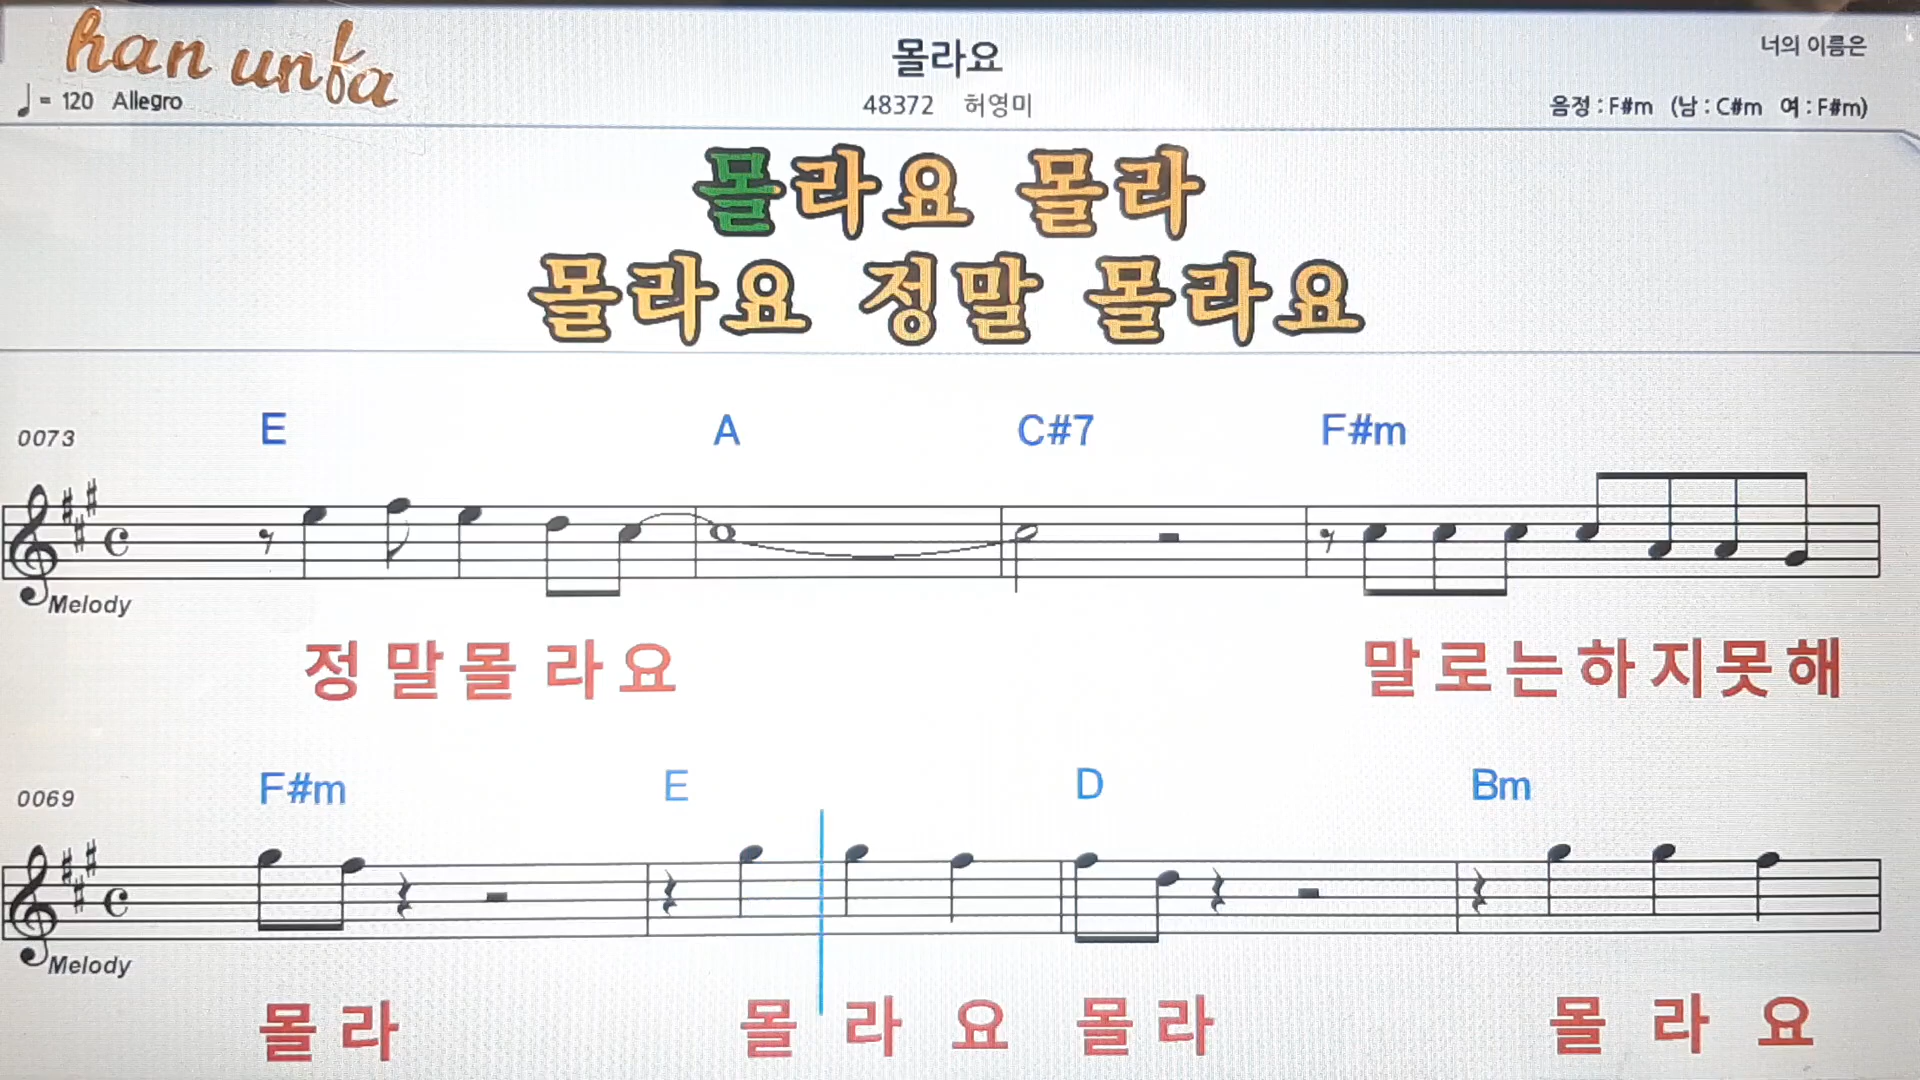 han unfa
♩= 120 Allegro
몰라요
48372 허영미
너의 이름은
음정 : F#m (남 : C#m 여 : F#m)
몰라요 몰라
몰라요 정말 몰라요
0073 E A C#7 F#m
Melody
정말몰라요 말로는하지못해
0069 F#m E D Bm
Melody
몰라 몰라요몰라 몰라요